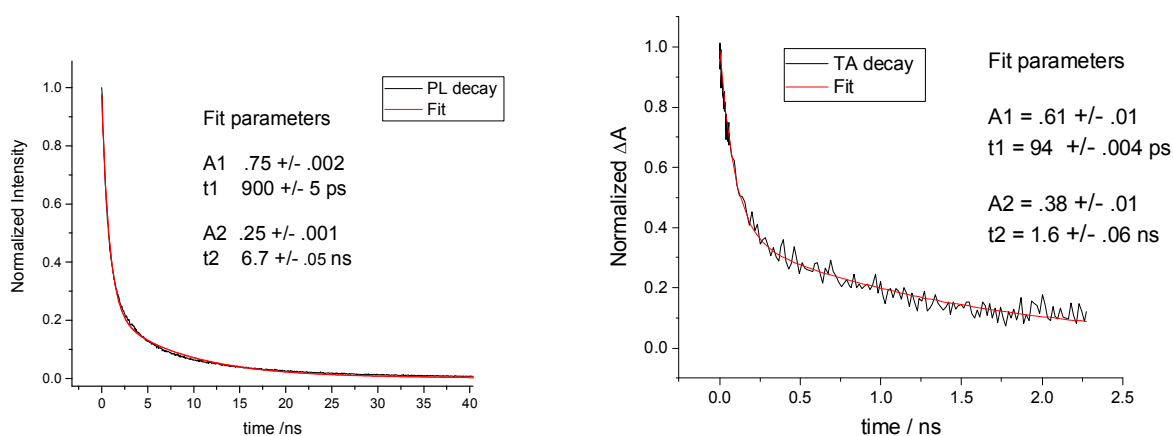 PL decay
Fit
Fit parameters
A1 .75 +/- .002
t1 900 +/- 5 ps
A2 .25 +/- .001
t2 6.7 +/- .05 ns
Normalized Intensity
1.0
0.8
0.6
0.4
0.2
0.0
0 5 10 15 20 25 30 35 40
time /ns
TA decay
Fit
Fit parameters
A1 = .61 +/- .01
t1 = 94 +/- .004 ps
A2 = .38 +/- .01
t2 = 1.6 +/- .06 ns
Normalized ΔA
1.0
0.8
0.6
0.4
0.2
0.0
0.0 0.5 1.0 1.5 2.0 2.5
time / ns